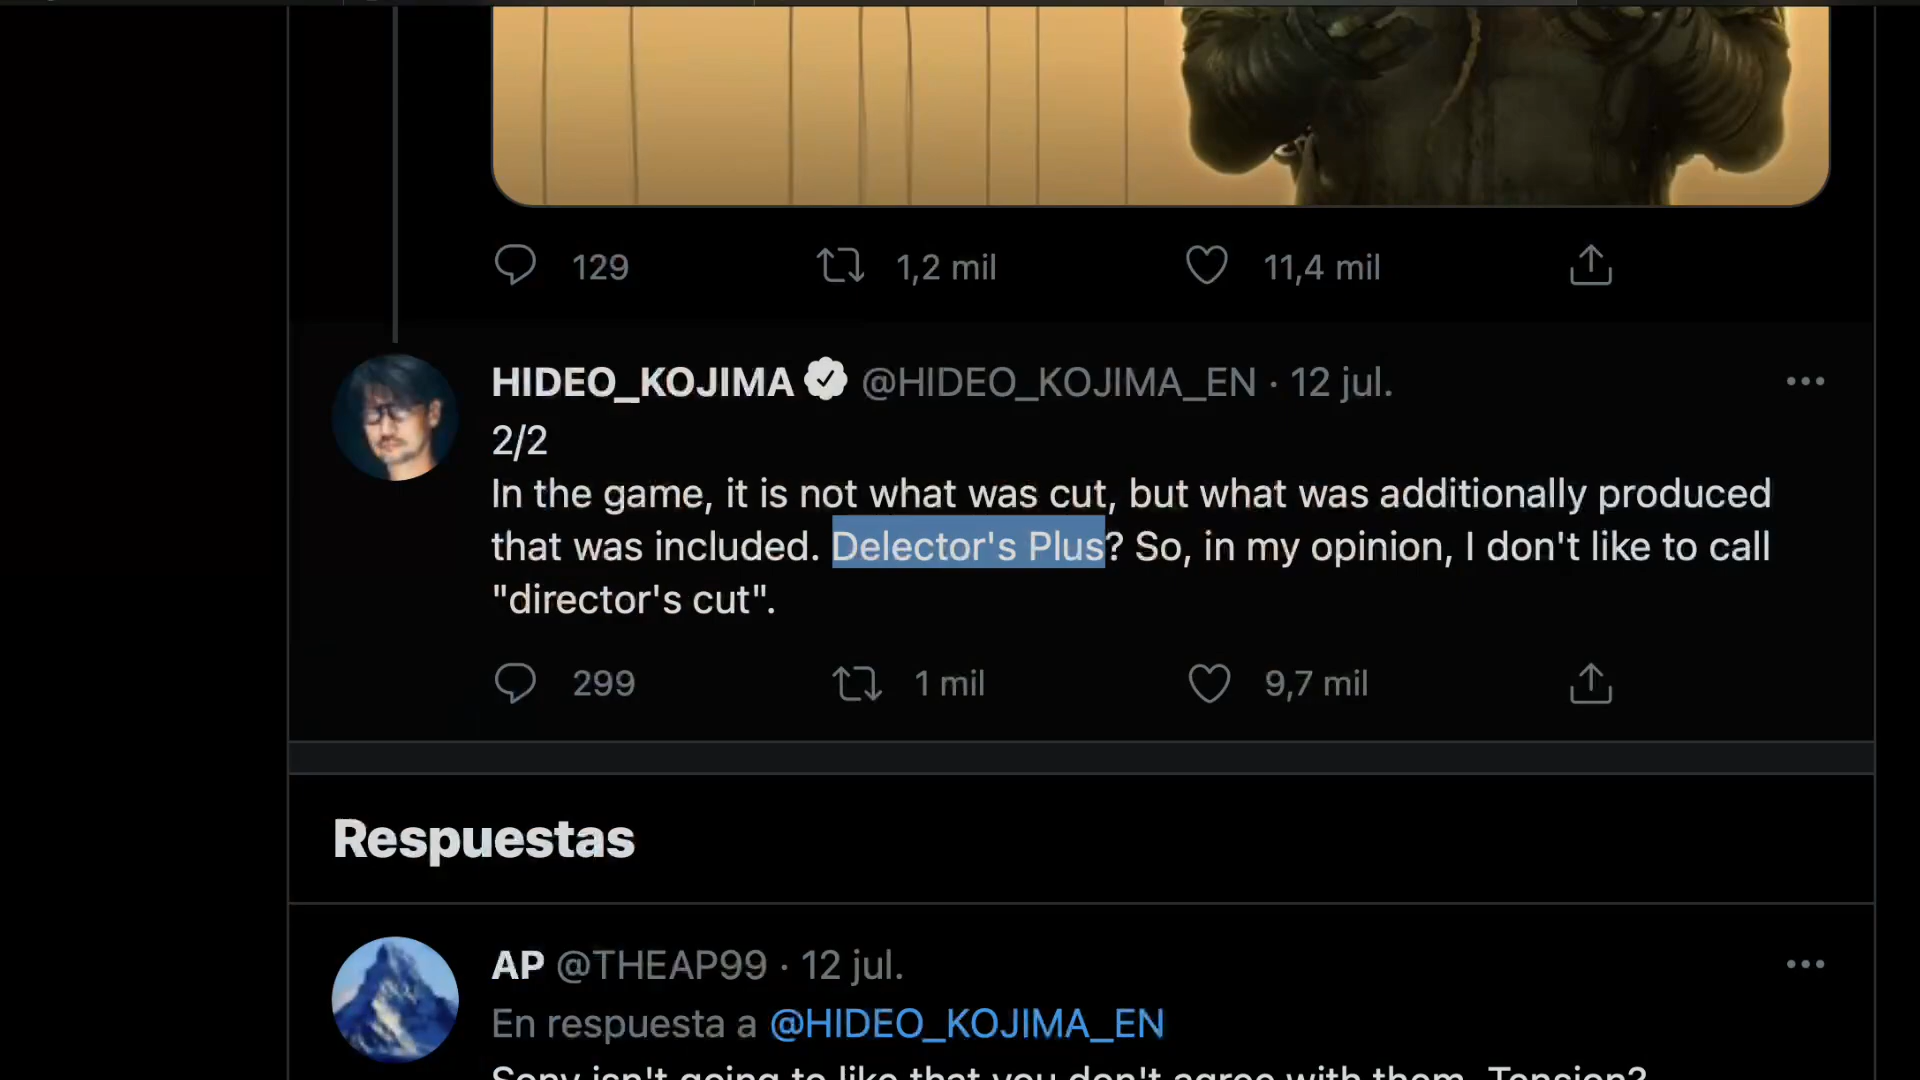 129 1,2 mil 11,4 mil
HIDEO_KOJIMA @HIDEO_KOJIMA_EN · 12 jul.
2/2
In the game, it is not what was cut, but what was additionally produced
that was included. Delector's Plus? So, in my opinion, I don't like to call
"director's cut".
299 1 mil 9,7 mil
Respuestas
AP @THEAP99 · 12 jul.
En respuesta a @HIDEO_KOJIMA_EN
Sony isn't going to like that you don't agree with them. Tension?